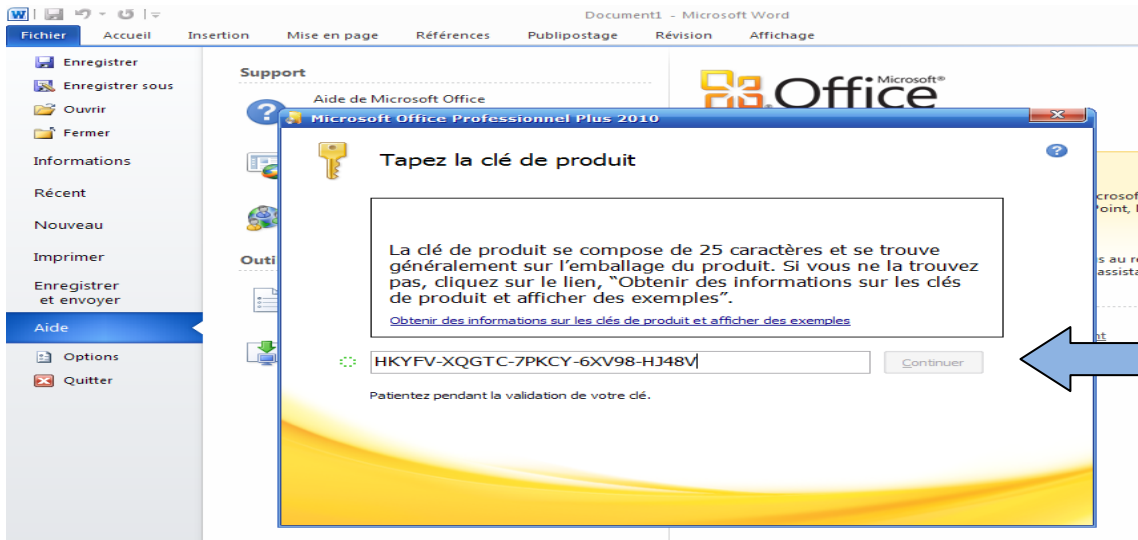 Document1 - Microsoft Word
Fichier Accueil Insertion Mise en page Références Publipostage Révision Affichage
Enregistrer
Enregistrer sous
Ouvrir
Fermer
Informations
Récent
Nouveau
Imprimer
Enregistrer
et envoyer
Aide
Options
Quitter
Support
Aide de Microsoft Office
Outi
Microsoft®
Office
Microsoft Office Professionnel Plus 2010
Tapez la clé de produit
La clé de produit se compose de 25 caractères et se trouve
généralement sur l'emballage du produit. Si vous ne la trouvez
pas, cliquez sur le lien, "Obtenir des informations sur les clés
de produit et afficher des exemples".
Obtenir des informations sur les clés de produit et afficher des exemples
HKYFV-XQGTC-7PKCY-6XV98-HJ48V
Continuer
Patientez pendant la validation de votre clé.
crosof
oint,
s au r
assista